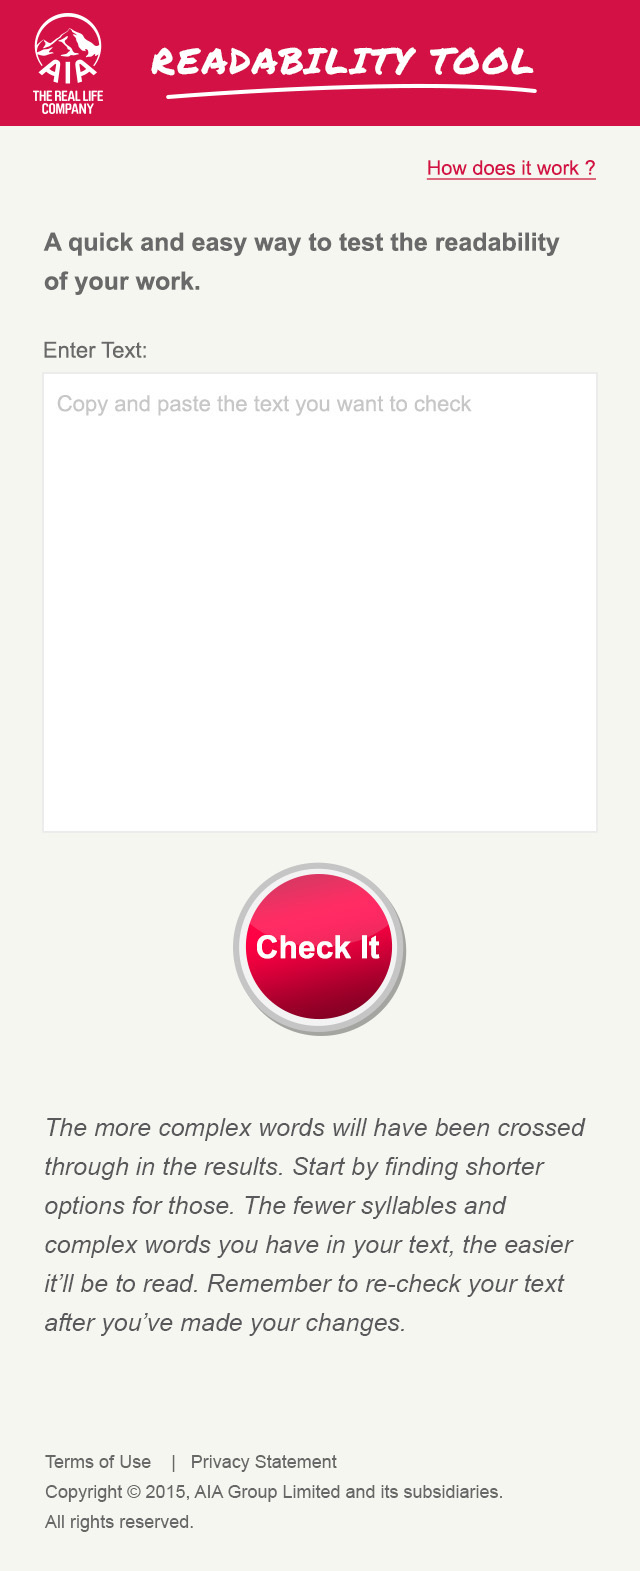 AIA
THE REAL LIFE
COMPANY
READABILITY TOOL
How does it work ?
A quick and easy way to test the readability
of your work.
Enter Text:
Copy and paste the text you want to check
Check It
The more complex words will have been crossed
through in the results. Start by finding shorter
options for those. The fewer syllables and
complex words you have in your text, the easier
it’ll be to read. Remember to re-check your text
after you’ve made your changes.
Terms of Use | Privacy Statement
Copyright © 2015, AIA Group Limited and its subsidiaries.
All rights reserved.